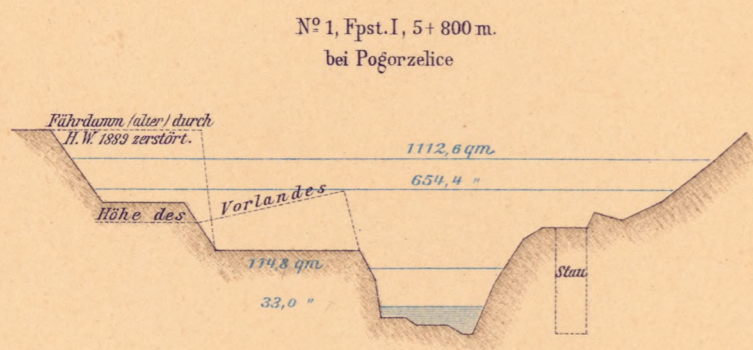 Nº 1, Fpst. I, 5 + 800 m.
bei Pogorzelice
Fährdamm (alter) durch
H.W. 1889 zerstört.
1112,6 qm
654,4 "
Höhe des Vorlandes
114,8 qm
33,0 "
Stau